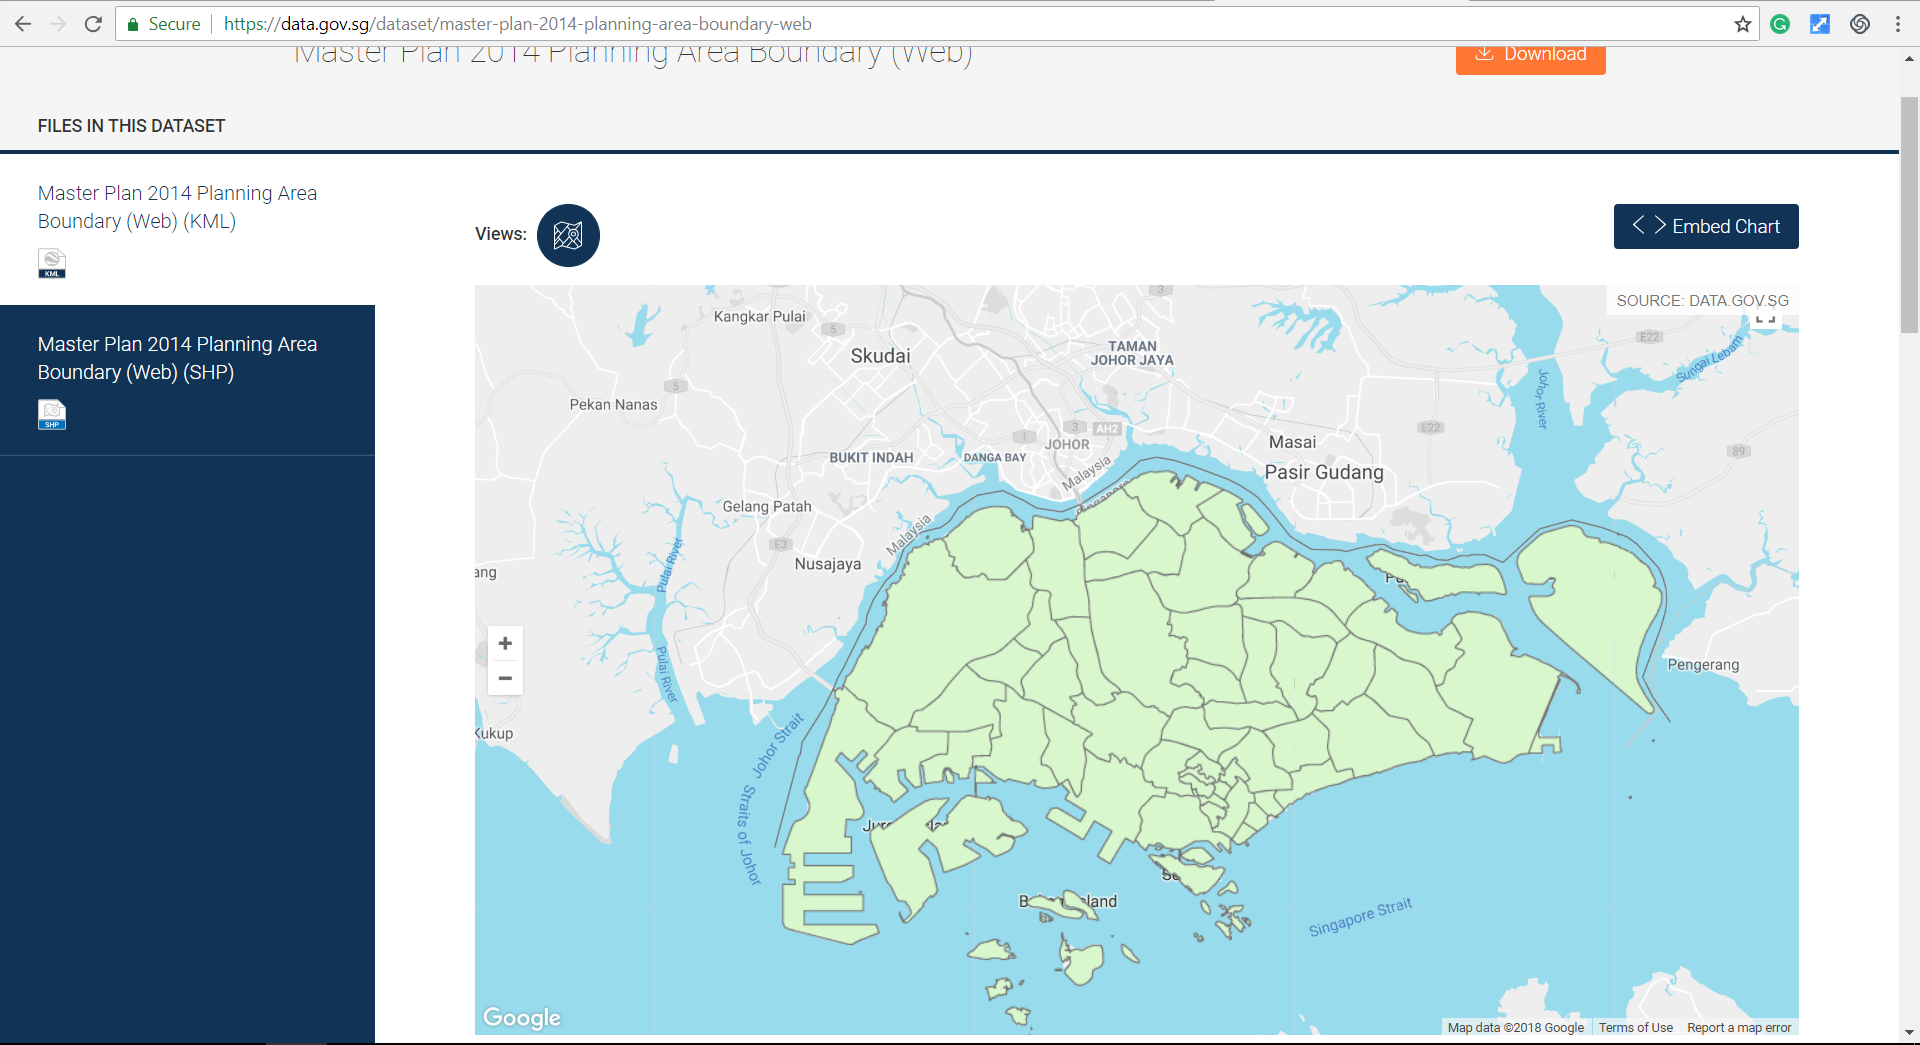 Secure
https://data.gov.sg/dataset/master-plan-2014-planning-area-boundary-web
Master Plan 2014 Planning Area Boundary (Web)
Download
FILES IN THIS DATASET
Master Plan 2014 Planning Area
Boundary (Web) (KML)
KML
Master Plan 2014 Planning Area
Boundary (Web) (SHP)
SHP
Views:
< > Embed Chart
SOURCE: DATA.GOV.SG
Kangkar Pulai
5
3
Skudai
TAMAN
JOHOR JAYA
E22
Sungai Lebam
5
Pekan Nanas
Johor River
3
AH2
E22
1
JOHOR
Masai
89
BUKIT INDAH
DANGA BAY
Malaysia
Pasir Gudang
Singapore
Gelang Patah
Malaysia
E3
Nusajaya
Pulai River
ang
+
−
Pulai River
Pengerang
Kukup
Johor Strait
Straits of Johor
Singapore Strait
Google
Map data ©2018 Google
Terms of Use
Report a map error